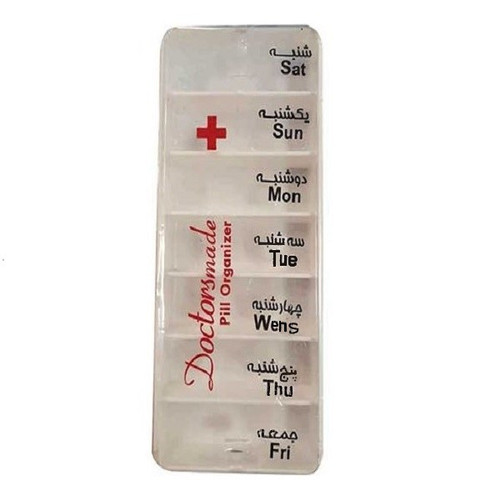 شنبه
Sat
یکشنبه
Sun
دوشنبه
Mon
سه شنبه
Tue
چهارشنبه
Wens
پنج شنبه
Thu
جمعه
Fri
Doctorsmade
Pill Organizer